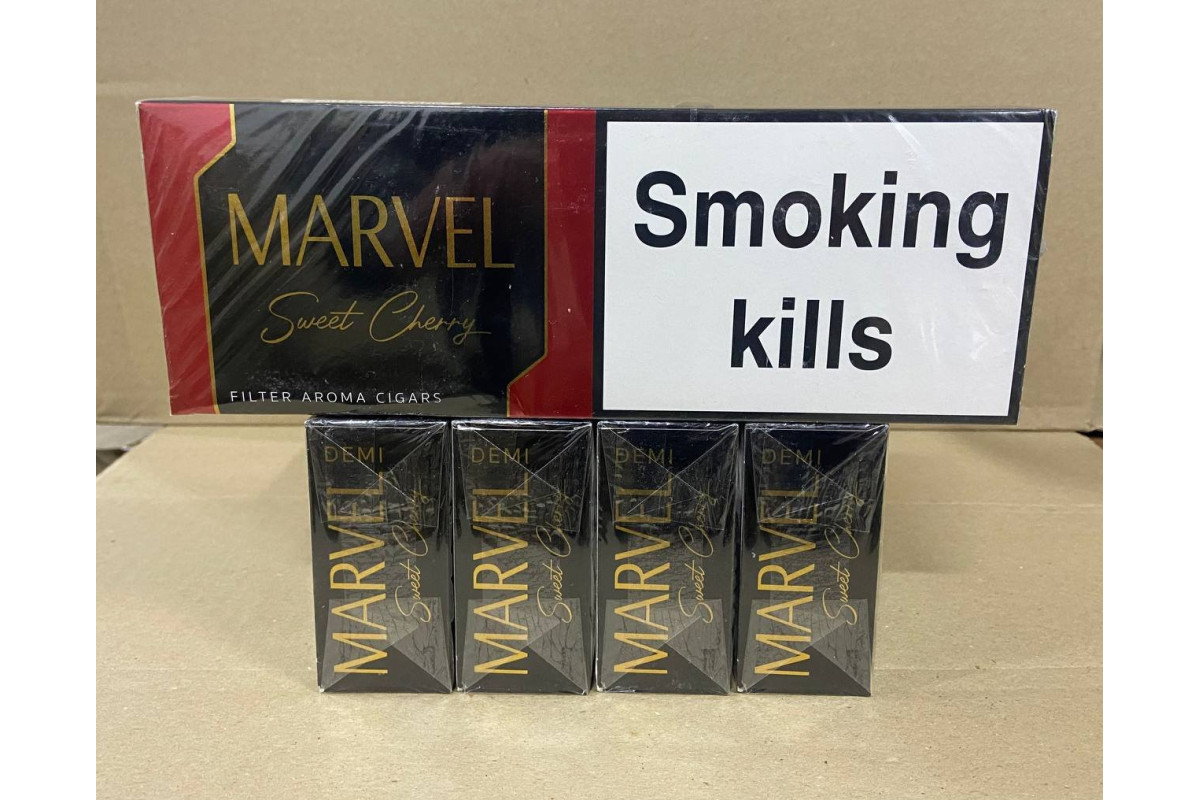 MARVEL
Sweet Cherry
FILTER AROMA CIGARS
Smoking
kills
DEMI
MARVEL
Sweet Cherry
DEMI
MARVEL
Sweet Cherry
DEMI
MARVEL
Sweet Cherry
DEMI
MARVEL
Sweet Cherry